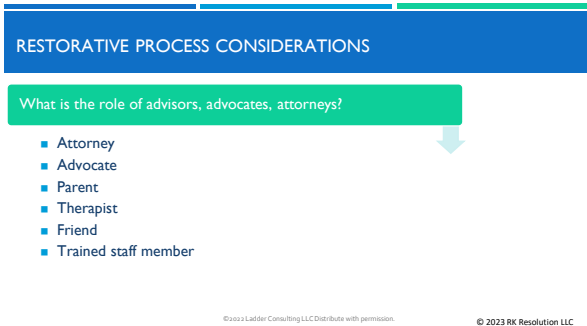 RESTORATIVE PROCESS CONSIDERATIONS
What is the role of advisors, advocates, attorneys?
Attorney
Advocate
Parent
Therapist
Friend
Trained staff member
©2022 Ladder Consulting LLC Distribute with permission.
© 2023 RK Resolution LLC